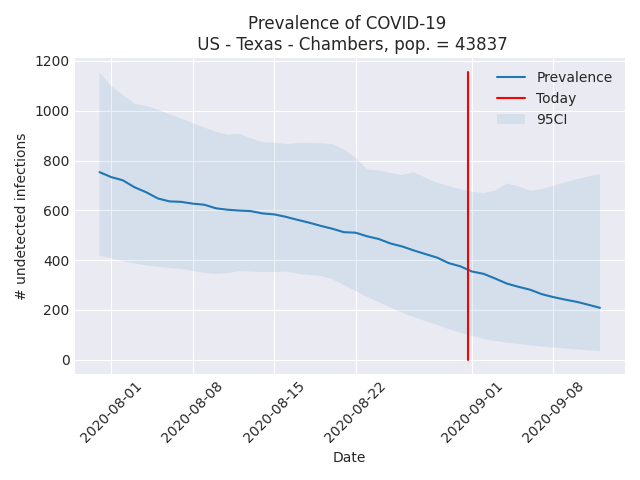 Prevalence of COVID-19
US - Texas - Chambers, pop. = 43837
Prevalence
Today
95CI
# undetected infections
1200
1000
800
600
400
200
0
2020-08-01
2020-08-08
2020-08-15
2020-08-22
2020-09-01
2020-09-08
Date